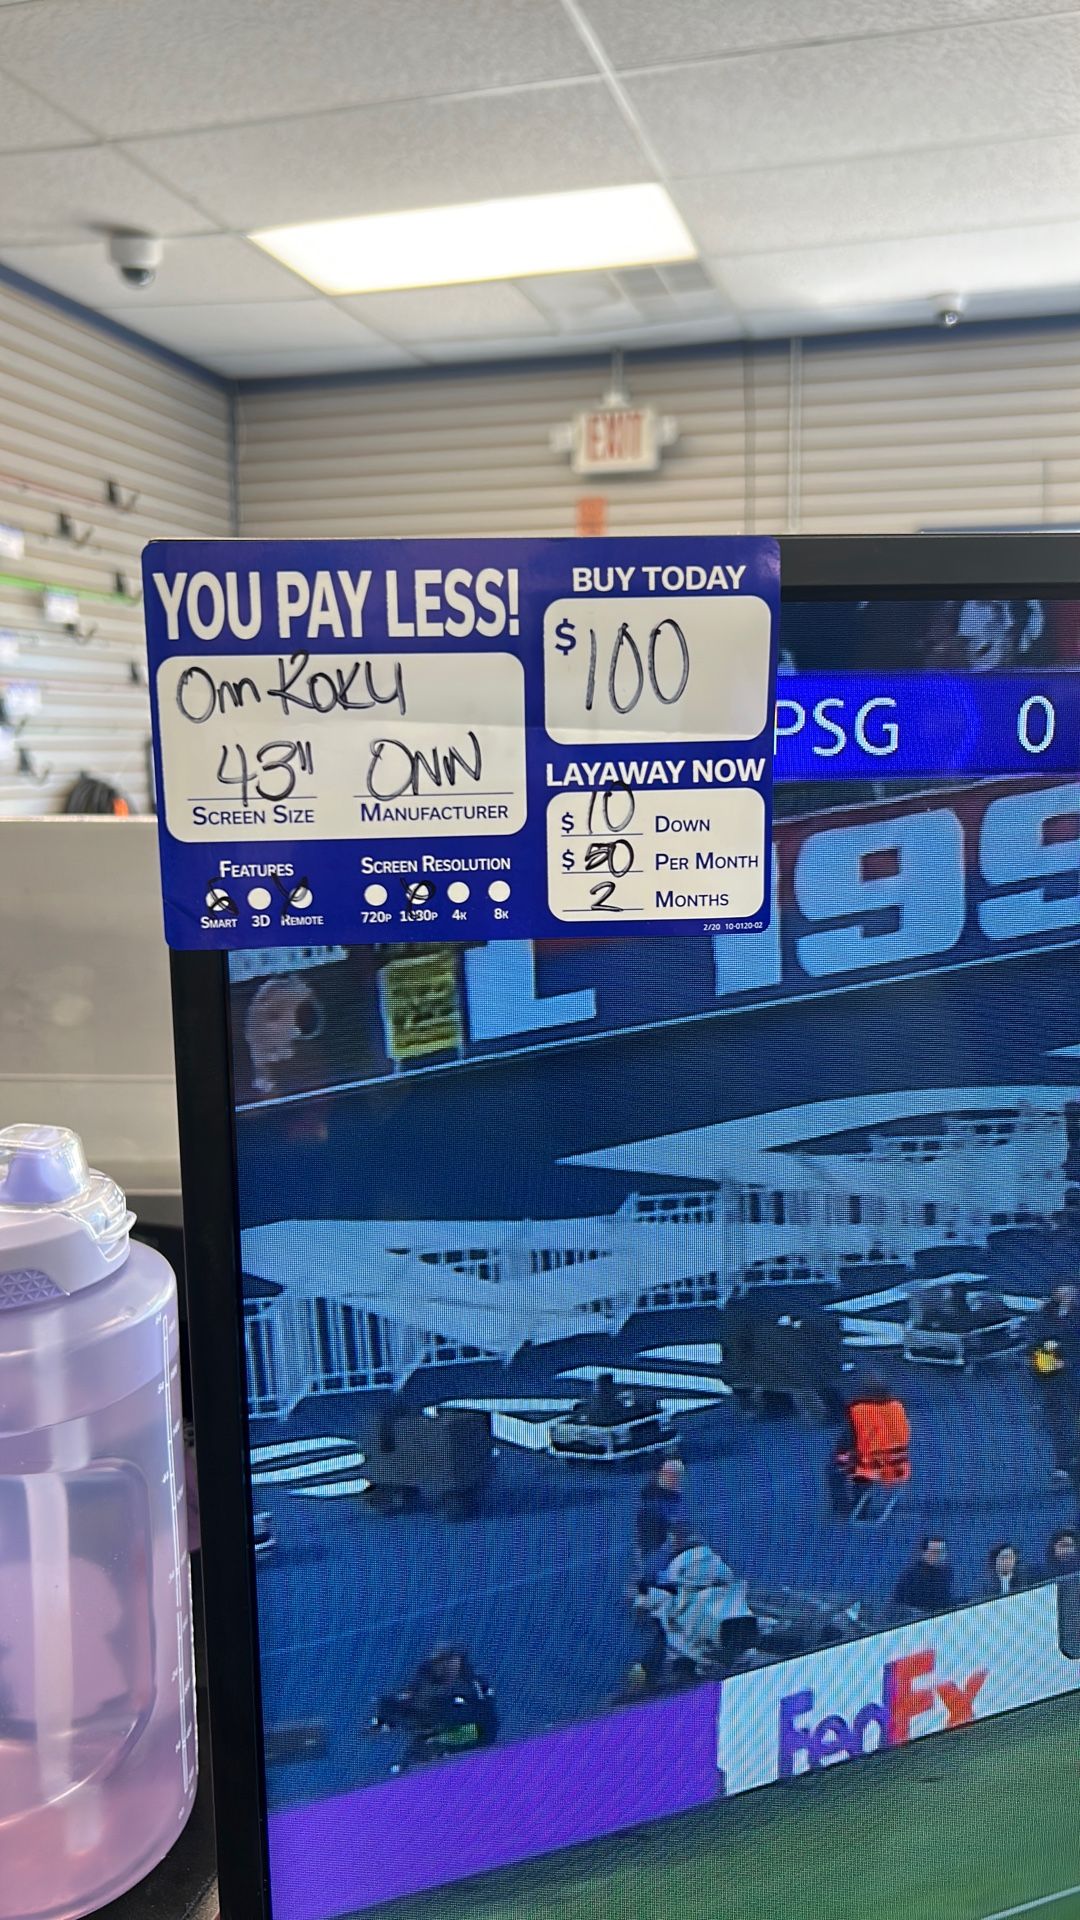 EXIT
YOU PAY LESS!
Onn Roku
43" ONN
SCREEN SIZE MANUFACTURER
FEATURES
SMART 3D REMOTE
SCREEN RESOLUTION
720P 1080P 4K 8K
BUY TODAY
$100
LAYAWAY NOW
$ 10 DOWN
$ 50 PER MONTH
2 MONTHS
2/20 10-0120-02
PSG 0
199
FedEx